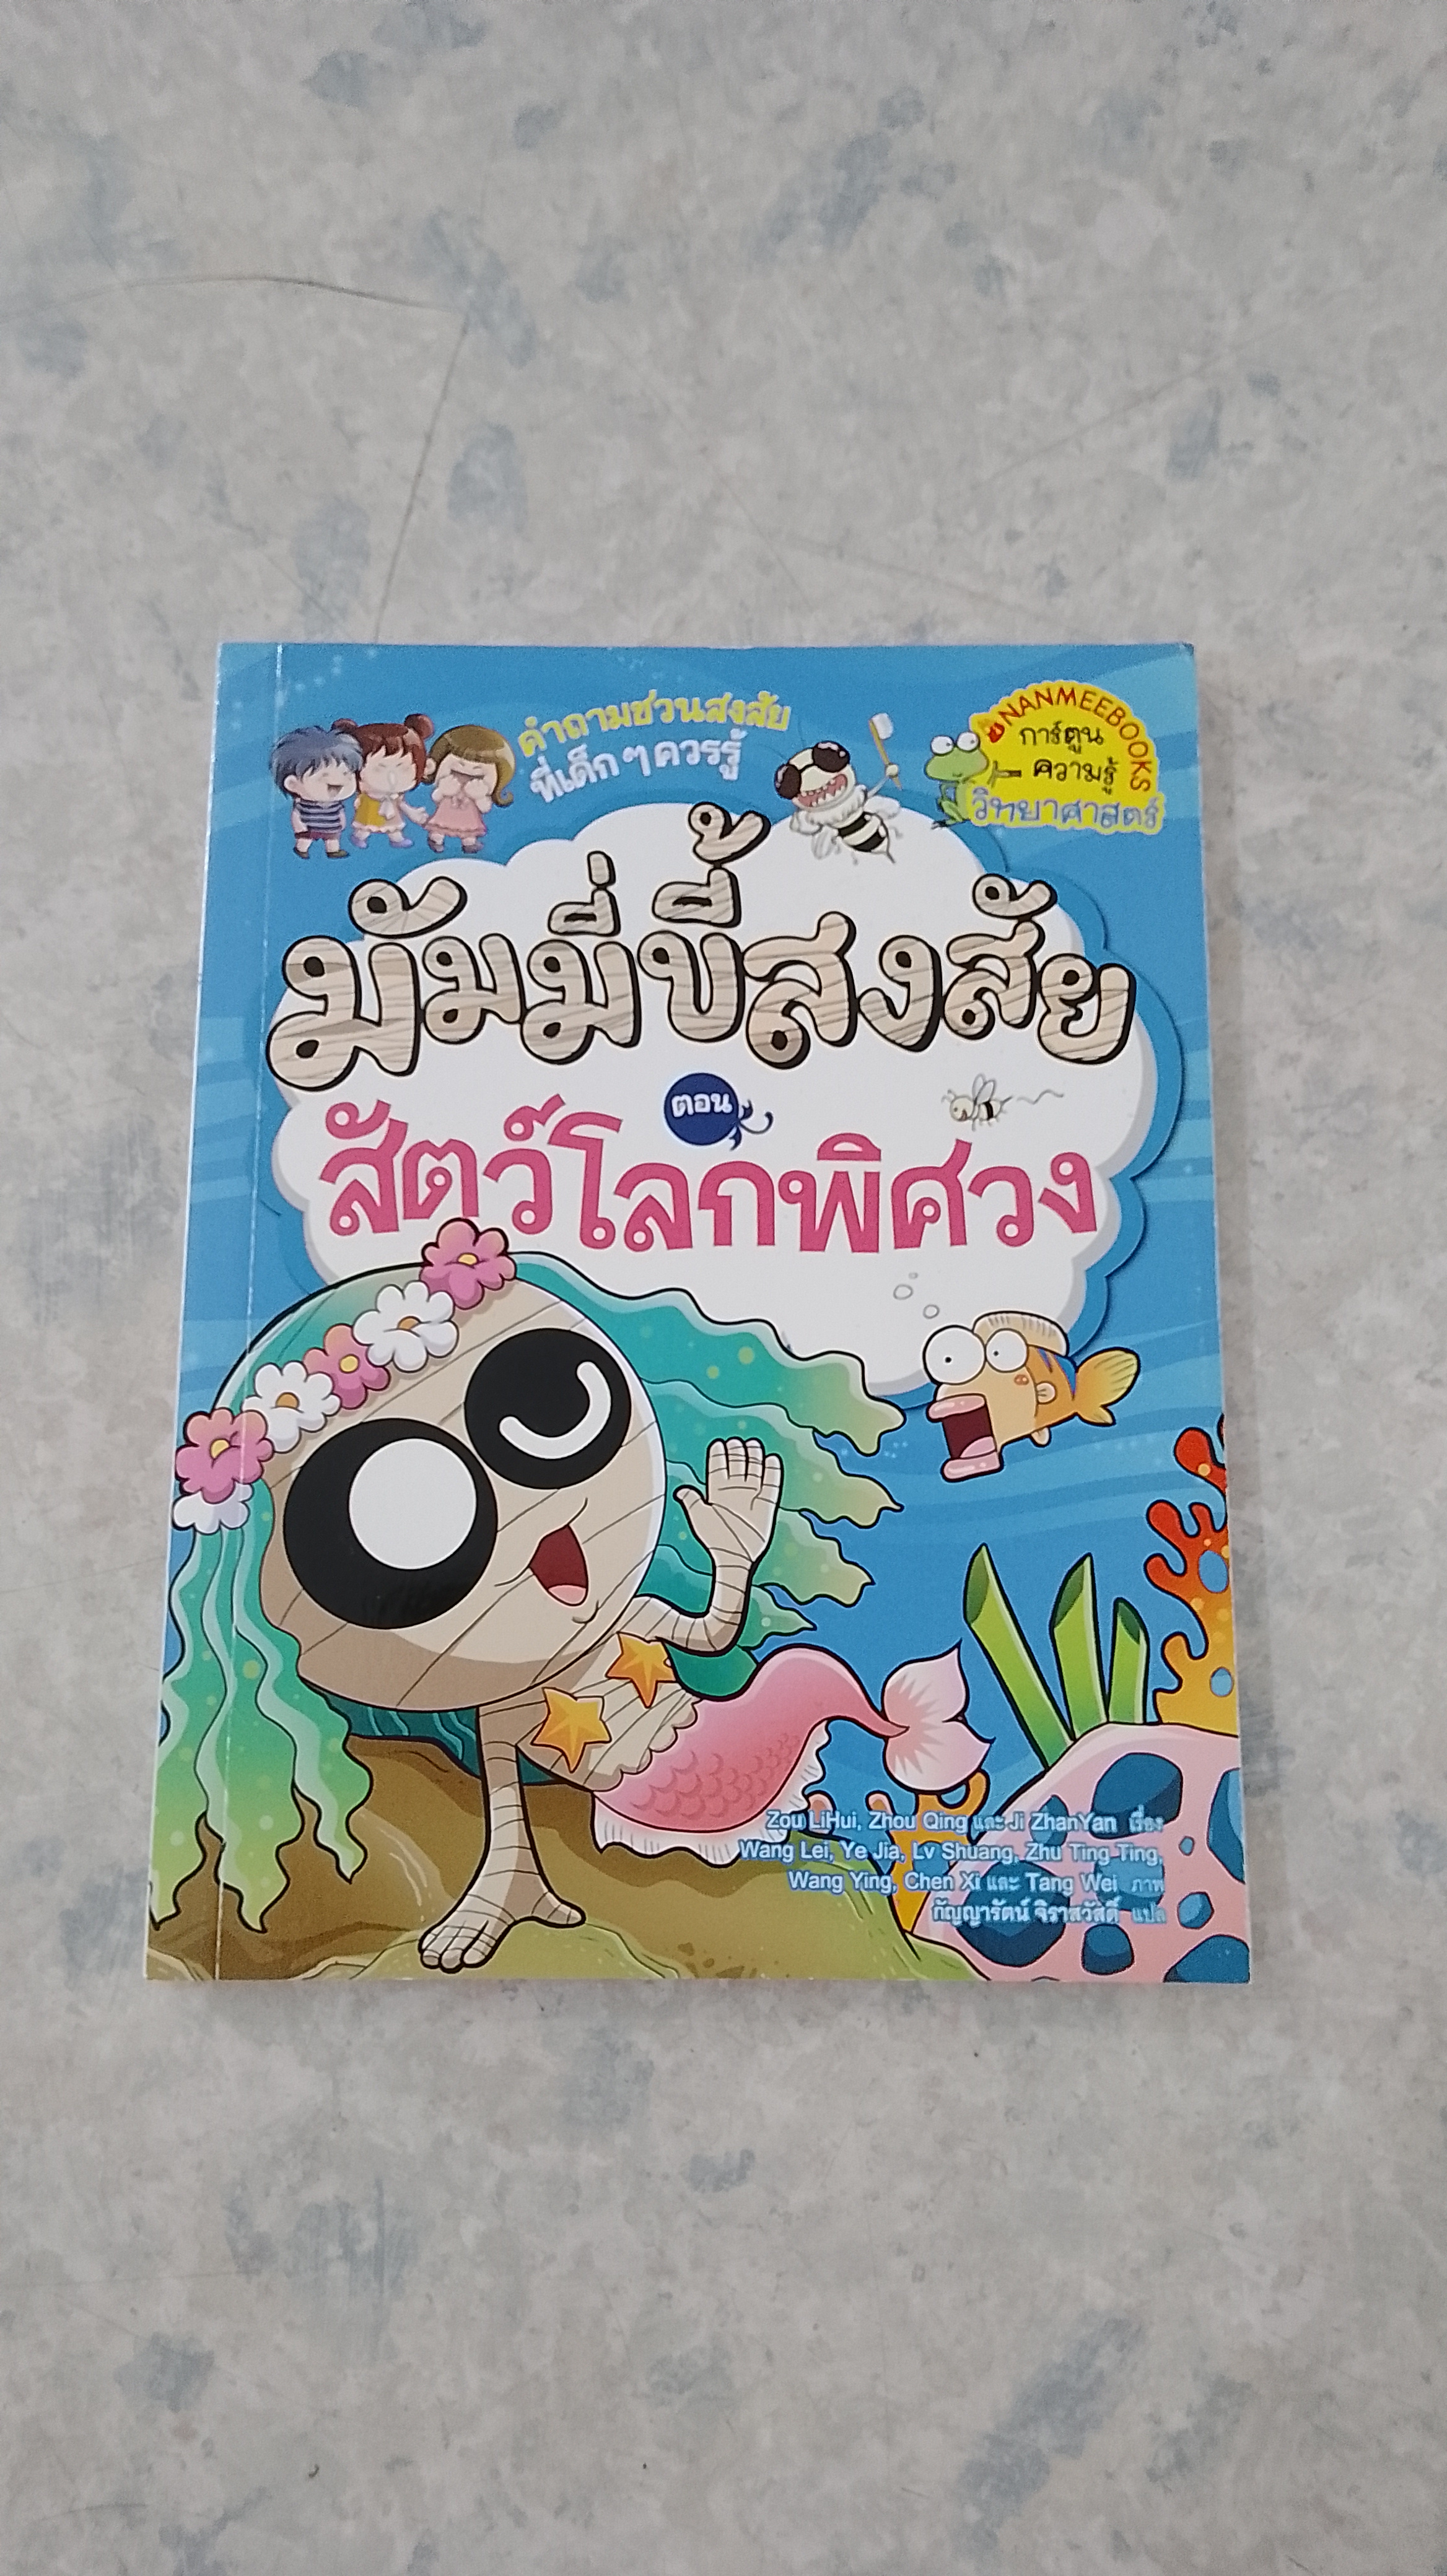 คำถามชวนสงสัย
ที่เด็ก ๆ ควรรู้
NANMEEBOOKS
การ์ตูน
ความรู้
วิทยาศาสตร์
มัมมี่ขี้สงสัย
ตอน
สัตว์โลกพิศวง
Zou LiHui, Zhou Qing และ Ji ZhanYan เรื่อง
Wang Lei, Ye Jia, Lv Shuang, Zhu Ting Ting,
Wang Ying, Chen Xi และ Tang Wei ภาพ
กัญญารัตน์ จิราสวัสดิ์ แปล